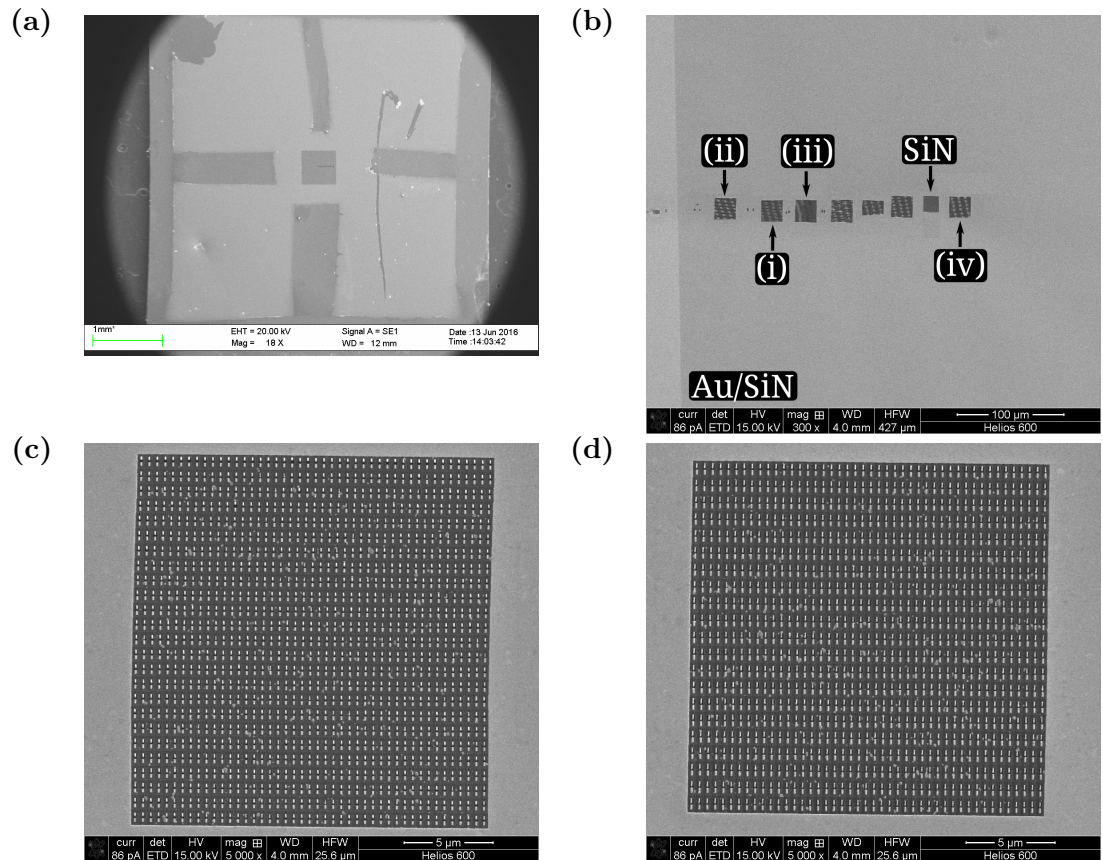 (a)
1mm*
EHT = 20.00 kV Signal A = SE1 Date :13 Jun 2016
Mag = 18 X WD = 12 mm Time :14:03:42
(b)
(ii) (iii) SiN
(i) (iv)
Au/SiN
curr det HV mag ⊞ WD HFW 100 µm
86 pA ETD 15.00 kV 300 x 4.0 mm 427 µm Helios 600
(c)
curr det HV mag ⊞ WD HFW 5 µm
86 pA ETD 15.00 kV 5 000 x 4.0 mm 25.6 µm Helios 600
(d)
curr det HV mag ⊞ WD HFW 5 µm
86 pA ETD 15.00 kV 5 000 x 4.0 mm 25.6 µm Helios 600